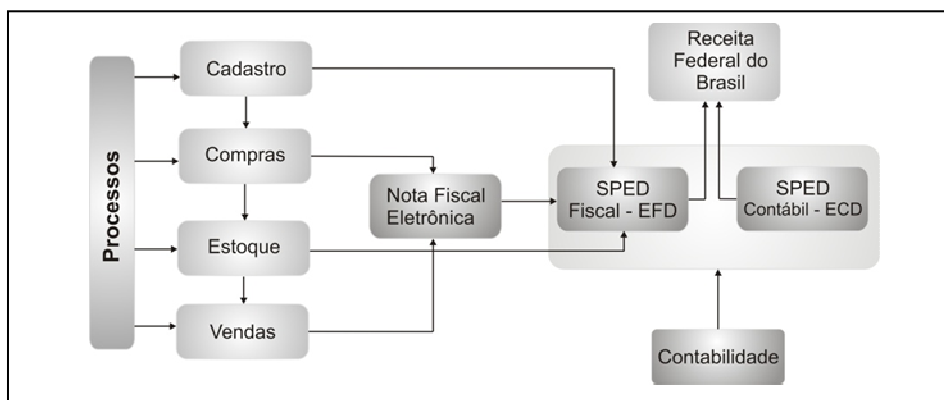 Processos
Cadastro
Compras
Estoque
Vendas
Nota Fiscal
Eletrônica
SPED
Fiscal - EFD
SPED
Contábil - ECD
Receita
Federal do
Brasil
Contabilidade